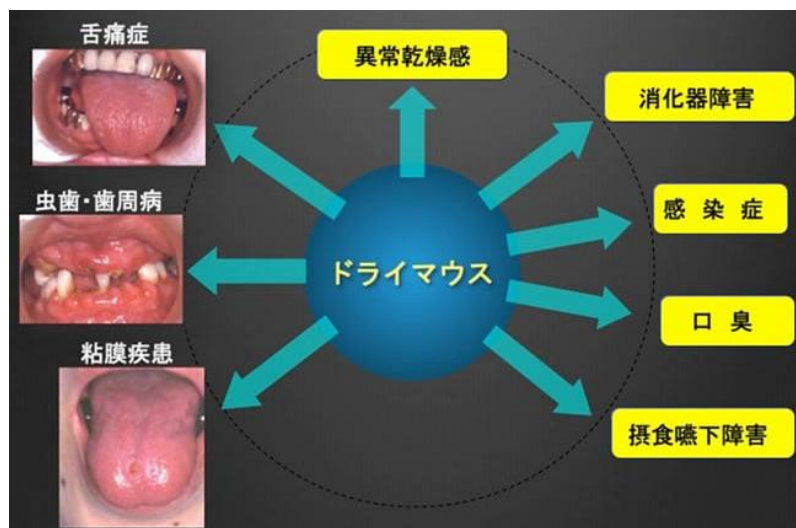 舌痛症
異常乾燥感
消化器障害
虫歯・歯周病
感染症
ドライマウス
口臭
粘膜疾患
摂食嚥下障害